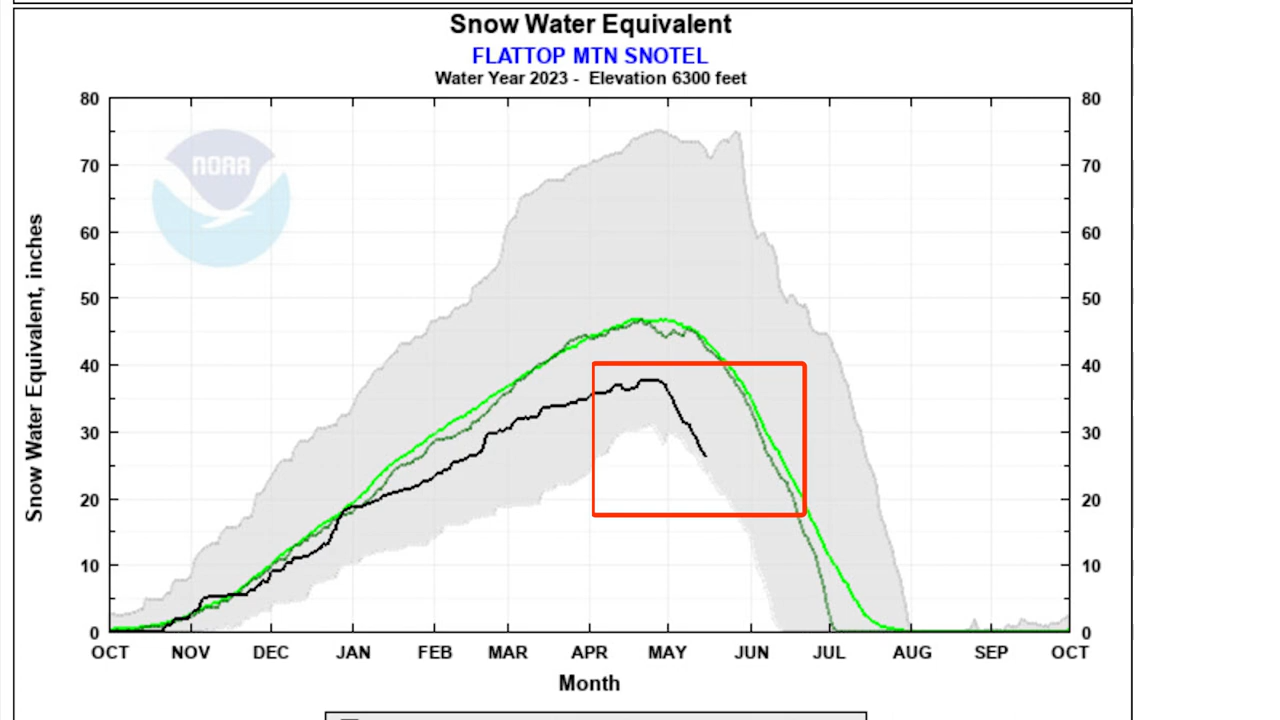 Snow Water Equivalent
FLATTOP MTN SNOTEL
Water Year 2023 - Elevation 6300 feet
80 80
70 70
60 60
50 50
40 40
30 30
20 20
10 10
0 0
NOAA
Snow Water Equivalent, inches
OCT NOV DEC JAN FEB MAR APR MAY JUN JUL AUG SEP OCT
Month